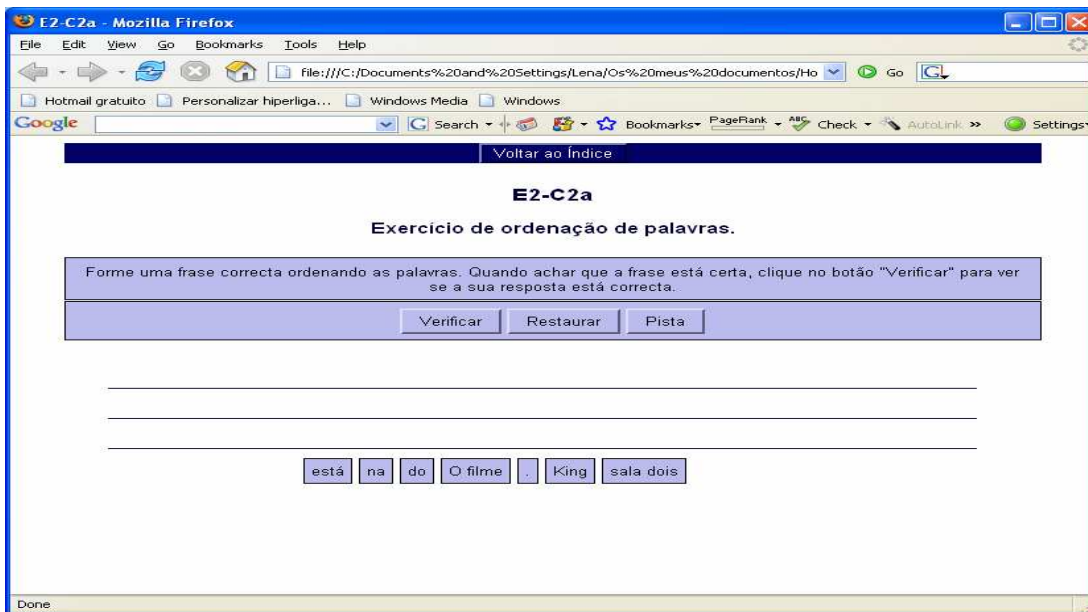 E2-C2a - Mozilla Firefox
File Edit View Go Bookmarks Tools Help
file:///C:/Documents%20and%20Settings/Lena/Os%20meus%20documentos/Ho Go G
Hotmail gratuito Personalizar hiperliga... Windows Media Windows
Google G Search Bookmarks PageRank ABC Check AutoLink » Settings
Voltar ao Índice
E2-C2a
Exercício de ordenação de palavras.
Forme uma frase correcta ordenando as palavras. Quando achar que a frase está certa, clique no botão "Verificar" para ver
se a sua resposta está correcta.
Verificar Restaurar Pista
está na do O filme . King sala dois
Done